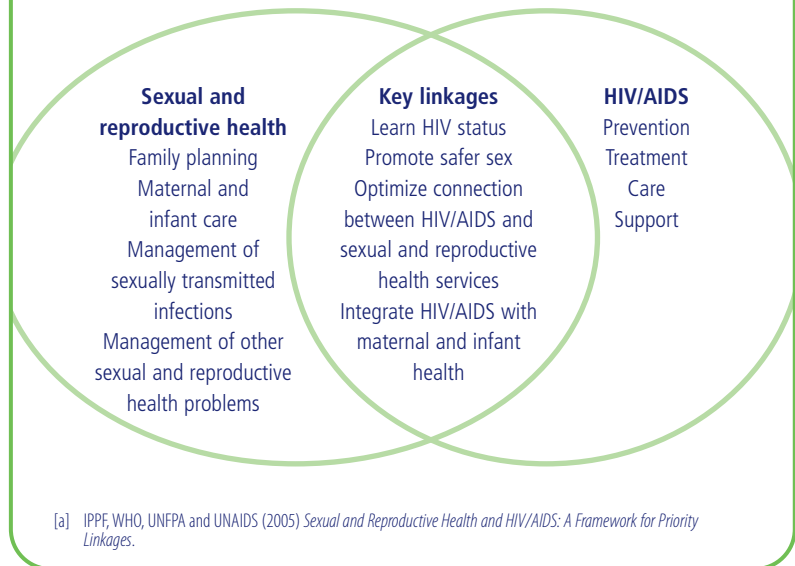 Sexual and
reproductive health
Family planning
Maternal and
infant care
Management of
sexually transmitted
infections
Management of other
sexual and reproductive
health problems
Key linkages
Learn HIV status
Promote safer sex
Optimize connection
between HIV/AIDS and
sexual and reproductive
health services
Integrate HIV/AIDS with
maternal and infant
health
HIV/AIDS
Prevention
Treatment
Care
Support
[a] IPPF, WHO, UNFPA and UNAIDS (2005) Sexual and Reproductive Health and HIV/AIDS: A Framework for Priority
Linkages.